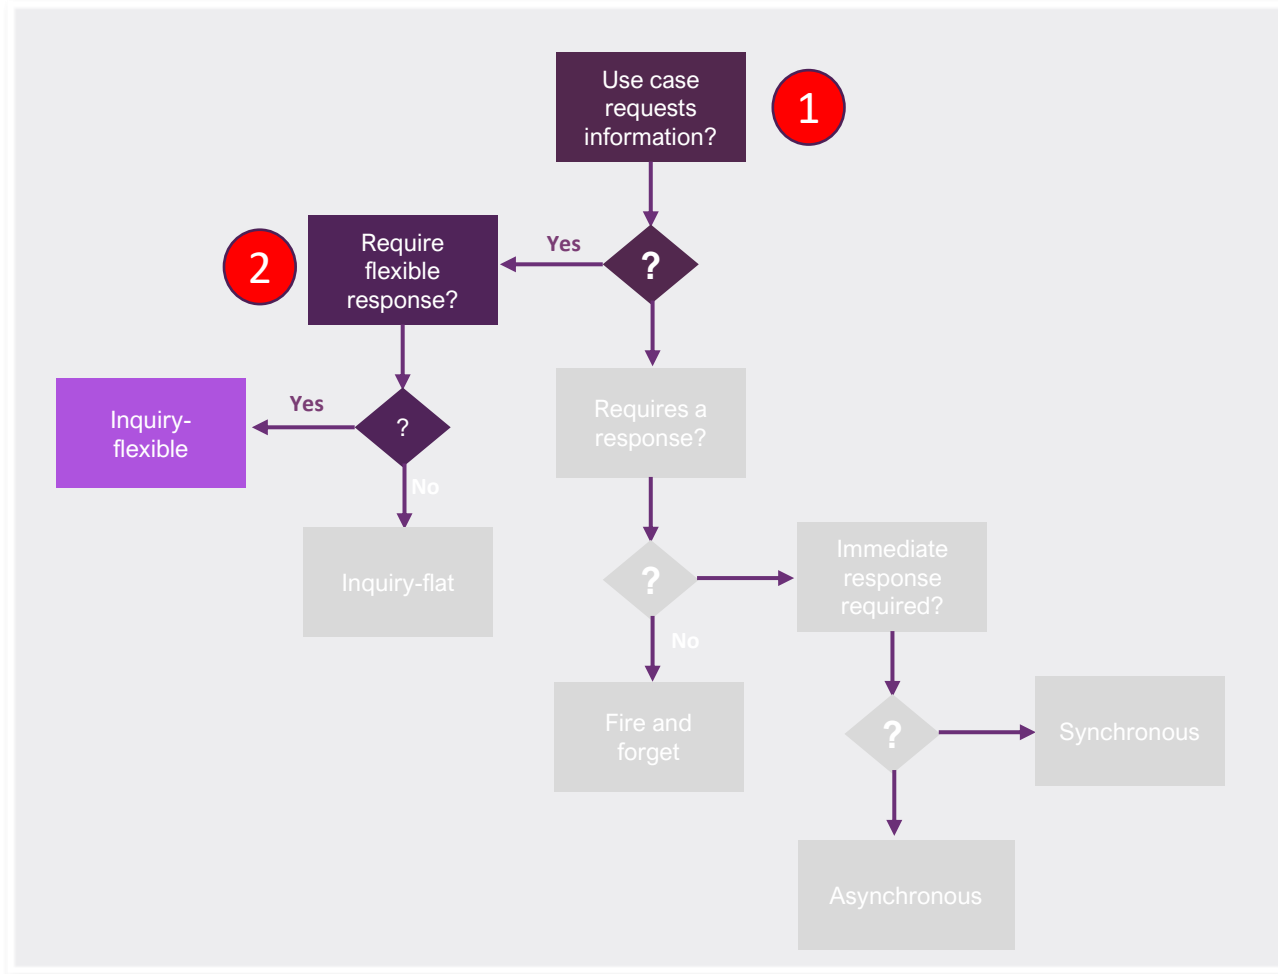 Use case
requests
information?
1
Require
flexible
response?
2
Yes
?
Inquiry-
flexible
Yes
?
No
Requires a
response?
Inquiry-flat
?
Immediate
response
required?
No
Fire and
forget
?
Synchronous
Asynchronous